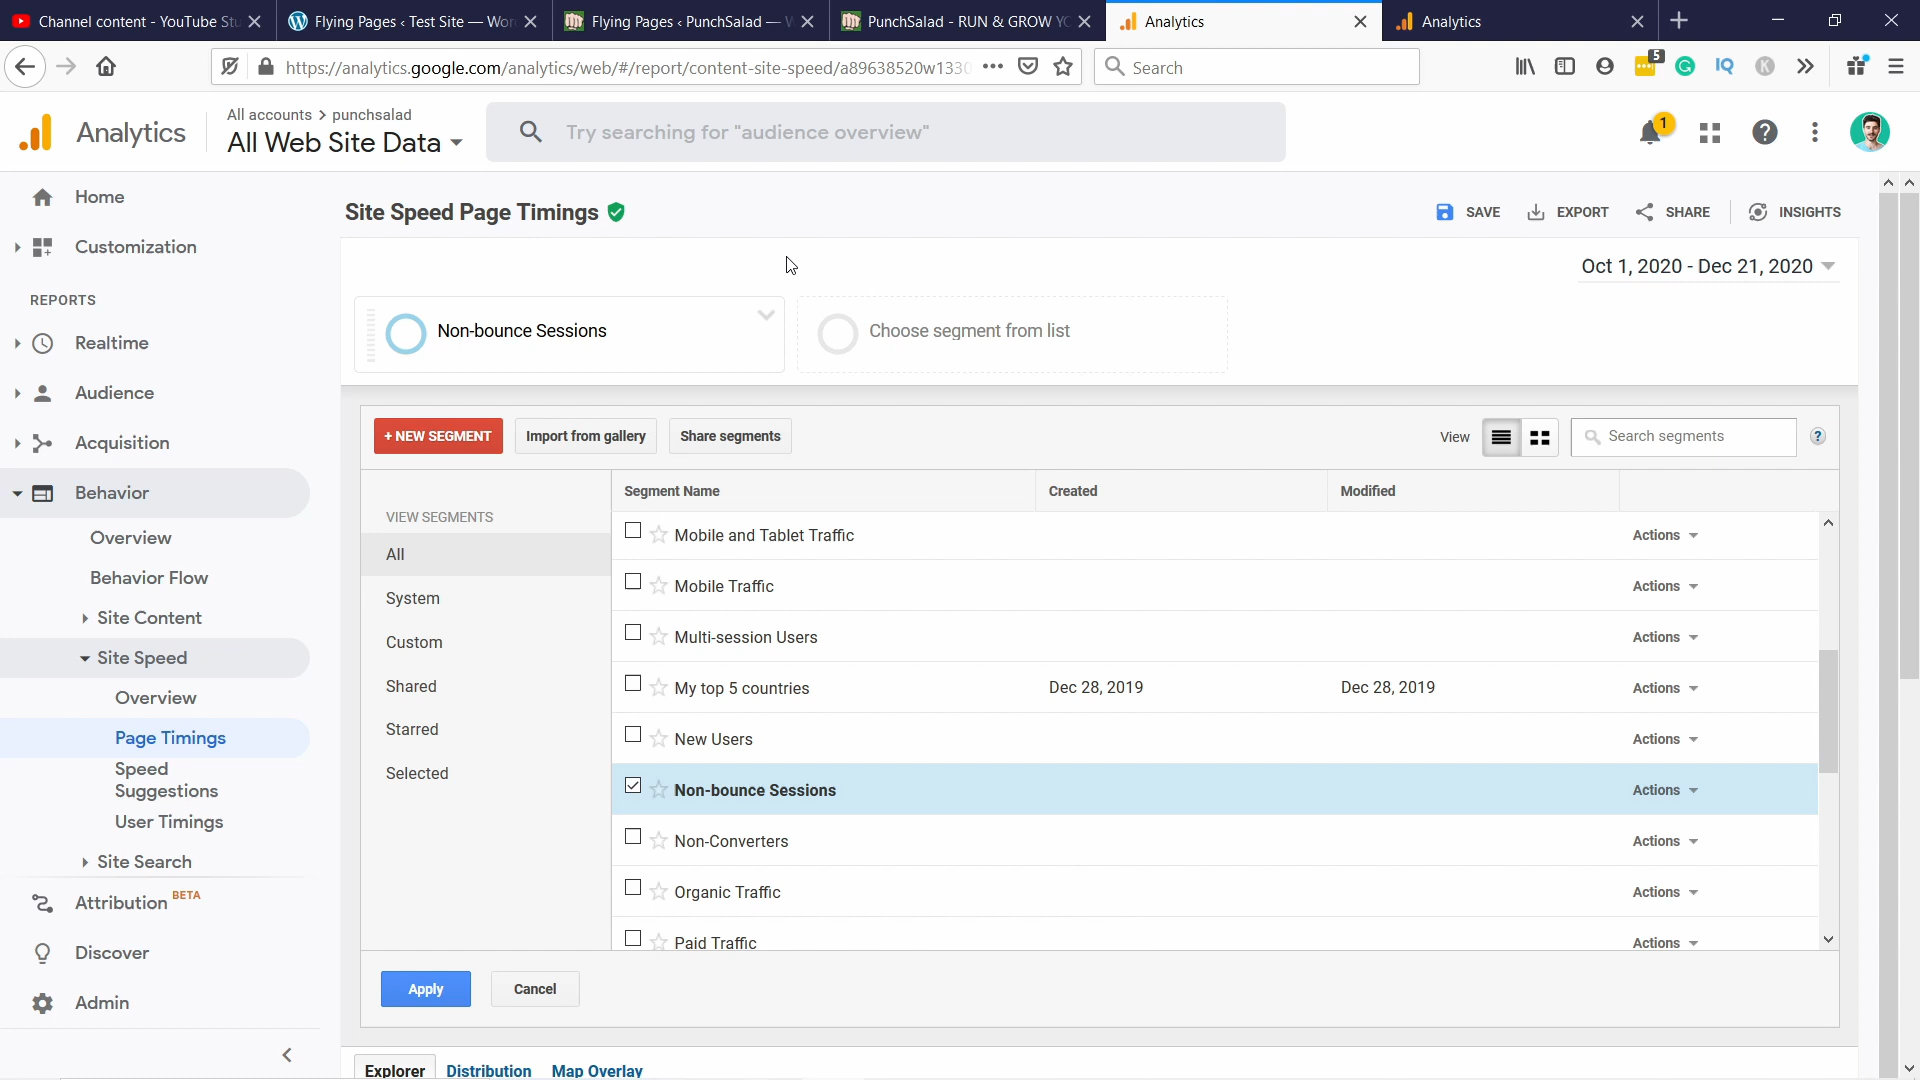 Channel content - YouTube Stu
Flying Pages ‹ Test Site — Wor
Flying Pages ‹ PunchSalad — W
PunchSalad - RUN & GROW YO
Analytics
Analytics
https://analytics.google.com/analytics/web/#/report/content-site-speed/a89638520w1330
Search
5
Analytics
All accounts > punchsalad
All Web Site Data
Try searching for "audience overview"
1
Home
Customization
REPORTS
Realtime
Audience
Acquisition
Behavior
Overview
Behavior Flow
Site Content
Site Speed
Overview
Page Timings
Speed
Suggestions
User Timings
Site Search
Attribution BETA
Discover
Admin
Site Speed Page Timings
SAVE
EXPORT
SHARE
INSIGHTS
Oct 1, 2020 - Dec 21, 2020
Non-bounce Sessions
Choose segment from list
+ NEW SEGMENT
Import from gallery
Share segments
View
Search segments
?
VIEW SEGMENTS
All
System
Custom
Shared
Starred
Selected
Segment Name Created Modified
Mobile and Tablet Traffic Actions
Mobile Traffic Actions
Multi-session Users Actions
My top 5 countries Dec 28, 2019 Dec 28, 2019 Actions
New Users Actions
Non-bounce Sessions Actions
Non-Converters Actions
Organic Traffic Actions
Paid Traffic Actions
Apply
Cancel
Explorer Distribution Map Overlay